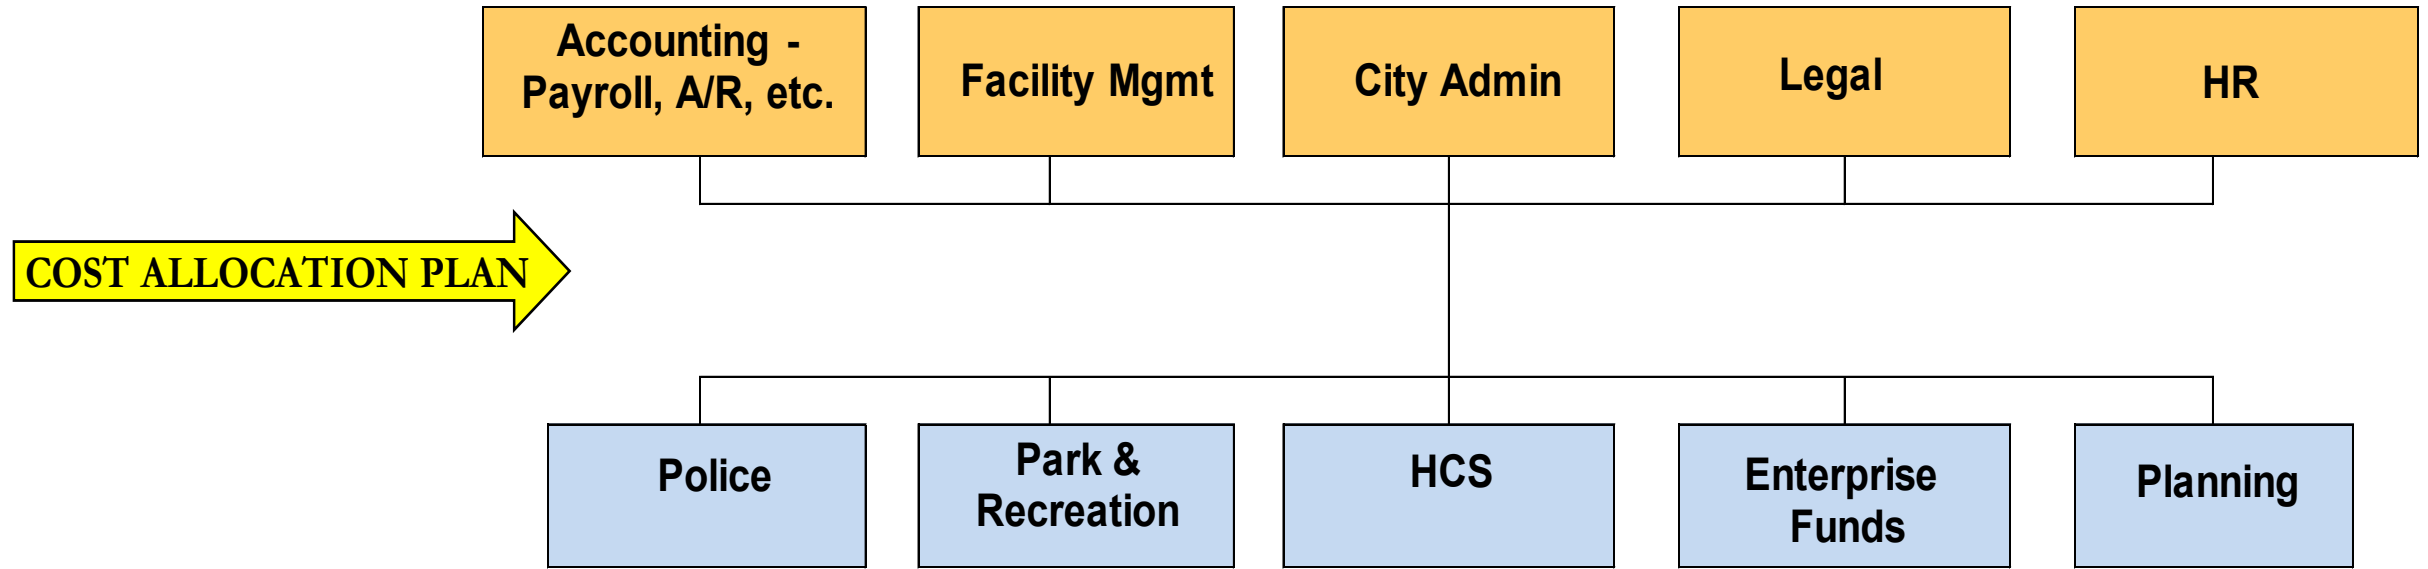 Accounting -
Payroll, A/R, etc.
Facility Mgmt
City Admin
Legal
HR
COST ALLOCATION PLAN
Police
Park &
Recreation
HCS
Enterprise
Funds
Planning